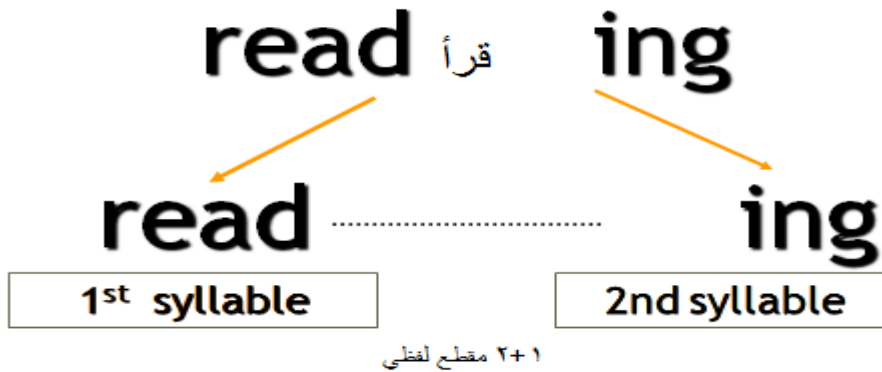 read قرأ ing
read ing
1st syllable 2nd syllable
١+٢ مقطع لفظي